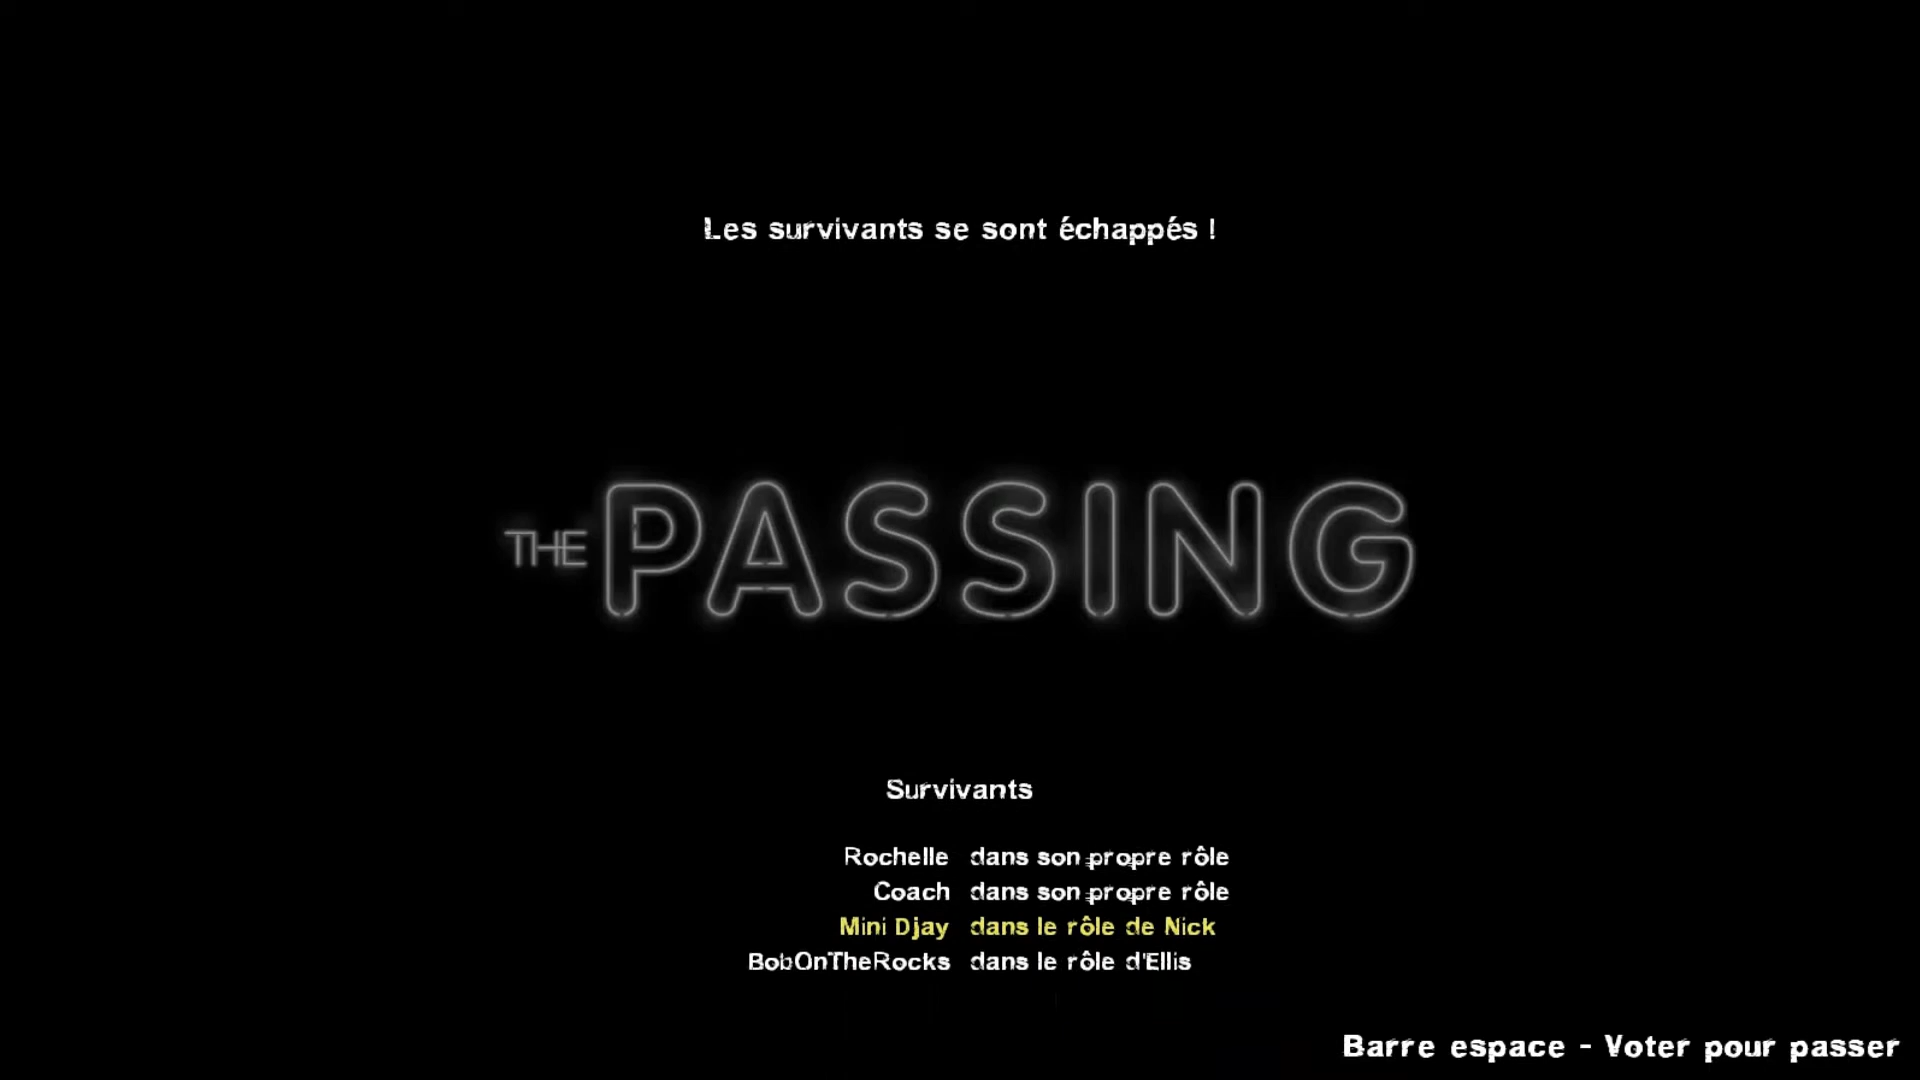 Les survivants se sont échappés !
THE PASSING
Survivants
Rochelle dans son propre rôle
Coach dans son propre rôle
Mini Djay dans le rôle de Nick
BobOnTheRocks dans le rôle d'Ellis
Barre espace - Voter pour passer